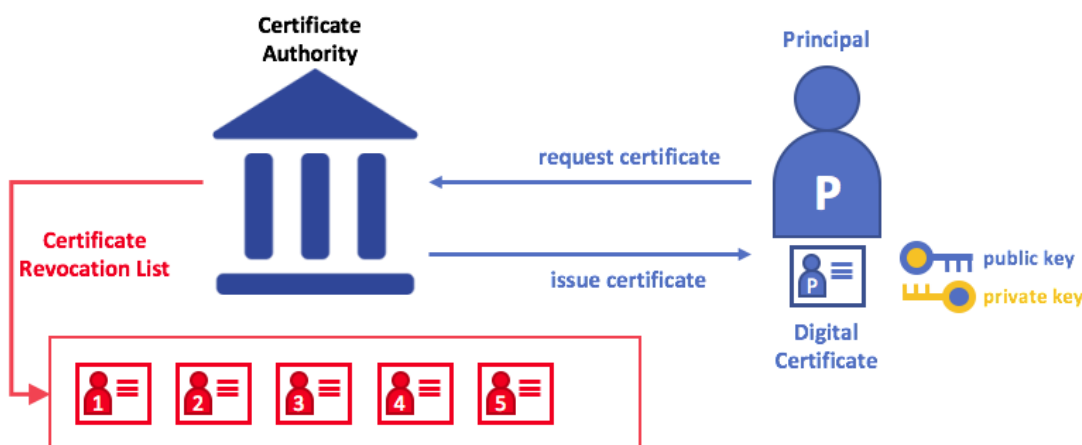 Certificate
Authority
Principal
request certificate
P
Certificate
Revocation List
issue certificate
public key
P
private key
Digital
Certificate
1
2
3
4
5